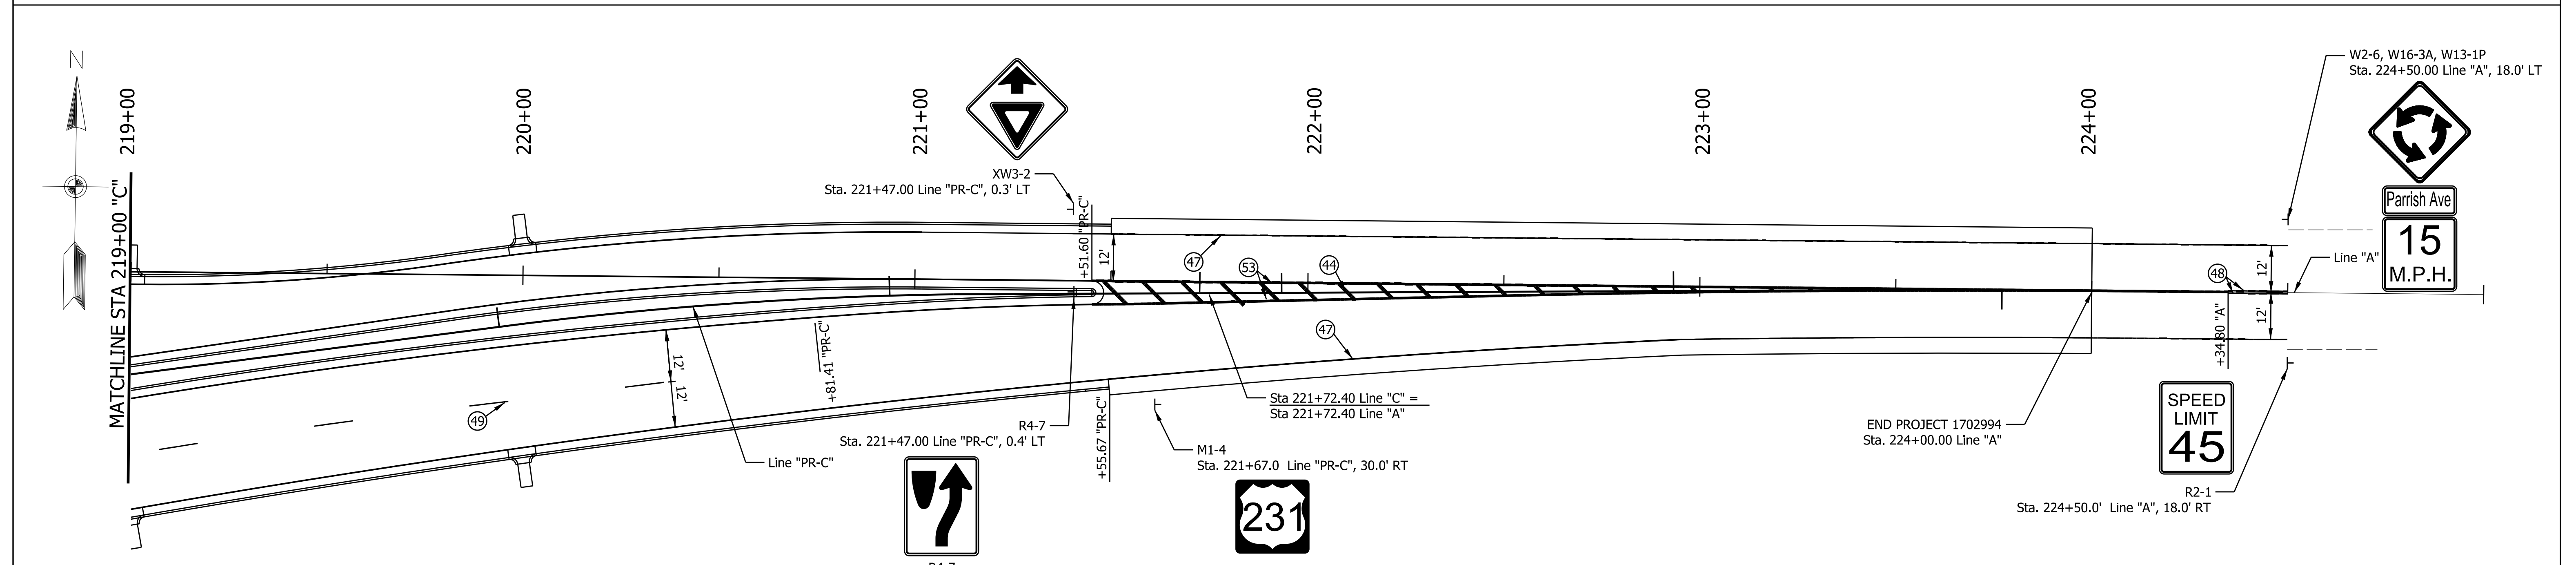 N
219+00
220+00
221+00
222+00
223+00
224+00
MATCHLINE STA 219+00 "C"
XW3-2
Sta. 221+47.00 Line "PR-C", 0.3' LT
W2-6, W16-3A, W13-1P
Sta. 224+50.00 Line "A", 18.0' LT
Parrish Ave
15
M.P.H.
+51.60 "PR-C"
12'
47
53
44
48
12'
12'
Line "A"
+34.80 "A"
47
12'
12'
+81.41 "PR-C"
49
Line "PR-C"
R4-7
Sta. 221+47.00 Line "PR-C", 0.4' LT
+55.67 "PR-C"
Sta 221+72.40 Line "C" =
Sta 221+72.40 Line "A"
M1-4
Sta. 221+67.0 Line "PR-C", 30.0' RT
231
END PROJECT 1702994
Sta. 224+00.00 Line "A"
SPEED
LIMIT
45
R2-1
Sta. 224+50.0' Line "A", 18.0' RT